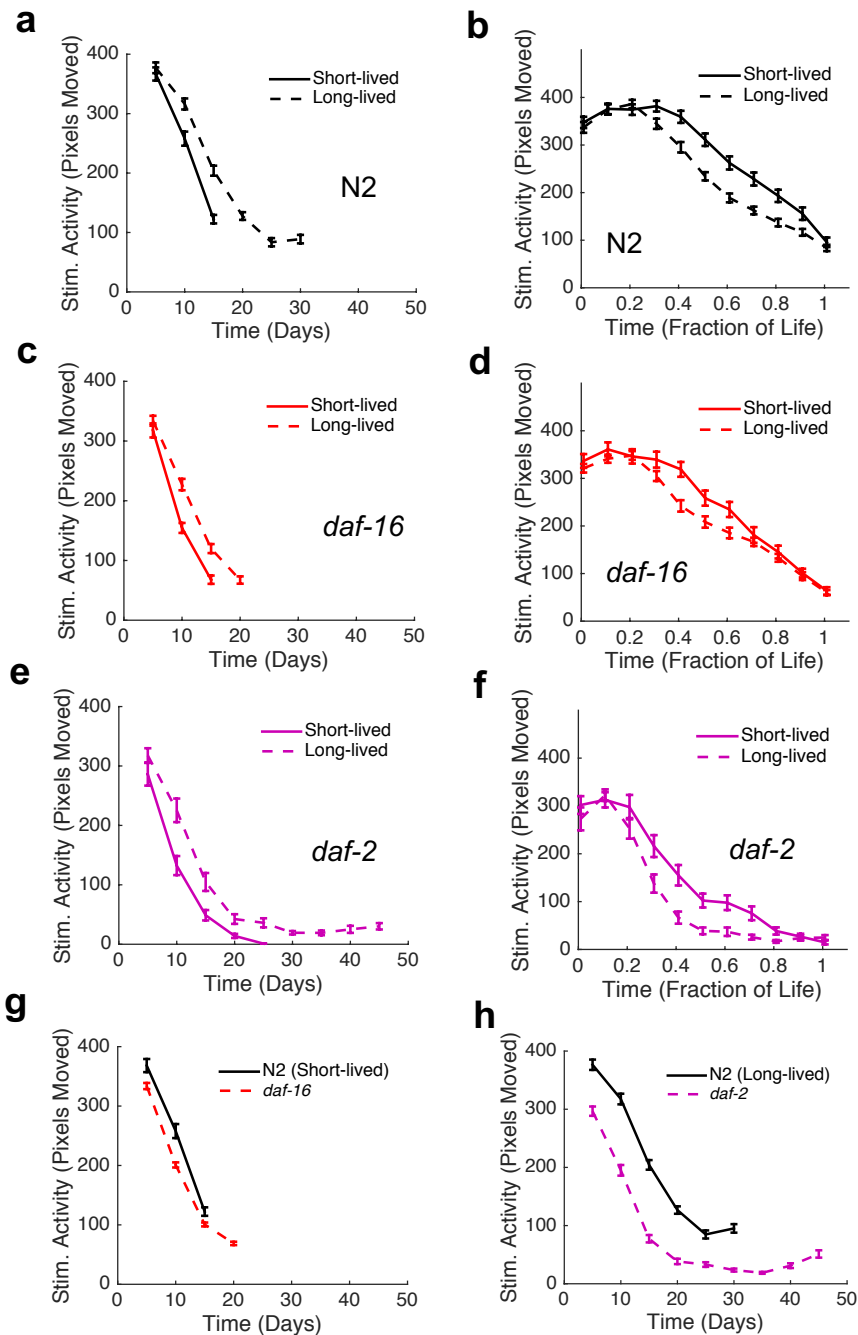 a
Stim. Activity (Pixels Moved)
400
300
200
100
0
Short-lived
Long-lived
N2
0 10 20 30 40 50
Time (Days)
b
Stim. Activity (Pixels Moved)
400
300
200
100
0
Short-lived
Long-lived
N2
0 0.2 0.4 0.6 0.8 1
Time (Fraction of Life)
c
Stim. Activity (Pixels Moved)
400
300
200
100
0
Short-lived
Long-lived
daf-16
0 10 20 30 40 50
Time (Days)
d
Stim. Activity (Pixels Moved)
400
300
200
100
0
Short-lived
Long-lived
daf-16
0 0.2 0.4 0.6 0.8 1
Time (Fraction of Life)
e
Stim. Activity (Pixels Moved)
400
300
200
100
0
Short-lived
Long-lived
daf-2
0 10 20 30 40 50
Time (Days)
f
Stim. Activity (Pixels Moved)
400
300
200
100
0
Short-lived
Long-lived
daf-2
0 0.2 0.4 0.6 0.8 1
Time (Fraction of Life)
g
Stim. Activity (Pixels Moved)
400
300
200
100
0
N2 (Short-lived)
daf-16
0 10 20 30 40 50
Time (Days)
h
Stim. Activity (Pixels Moved)
400
300
200
100
0
N2 (Long-lived)
daf-2
0 10 20 30 40 50
Time (Days)